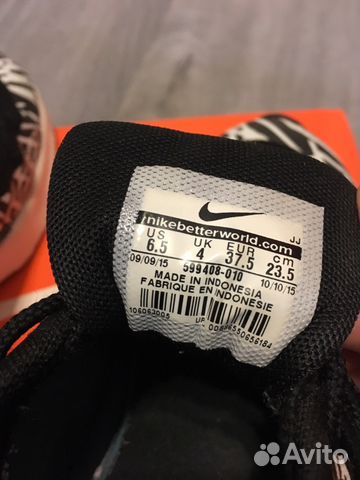 nikebetterworld.com
JJ
US UK EUR cm
6.5 4 37.5 23.5
09/09/15 599408-010 10/10/15
MADE IN INDONESIA
FABRIQUE EN INDONESIE
UP
Avito